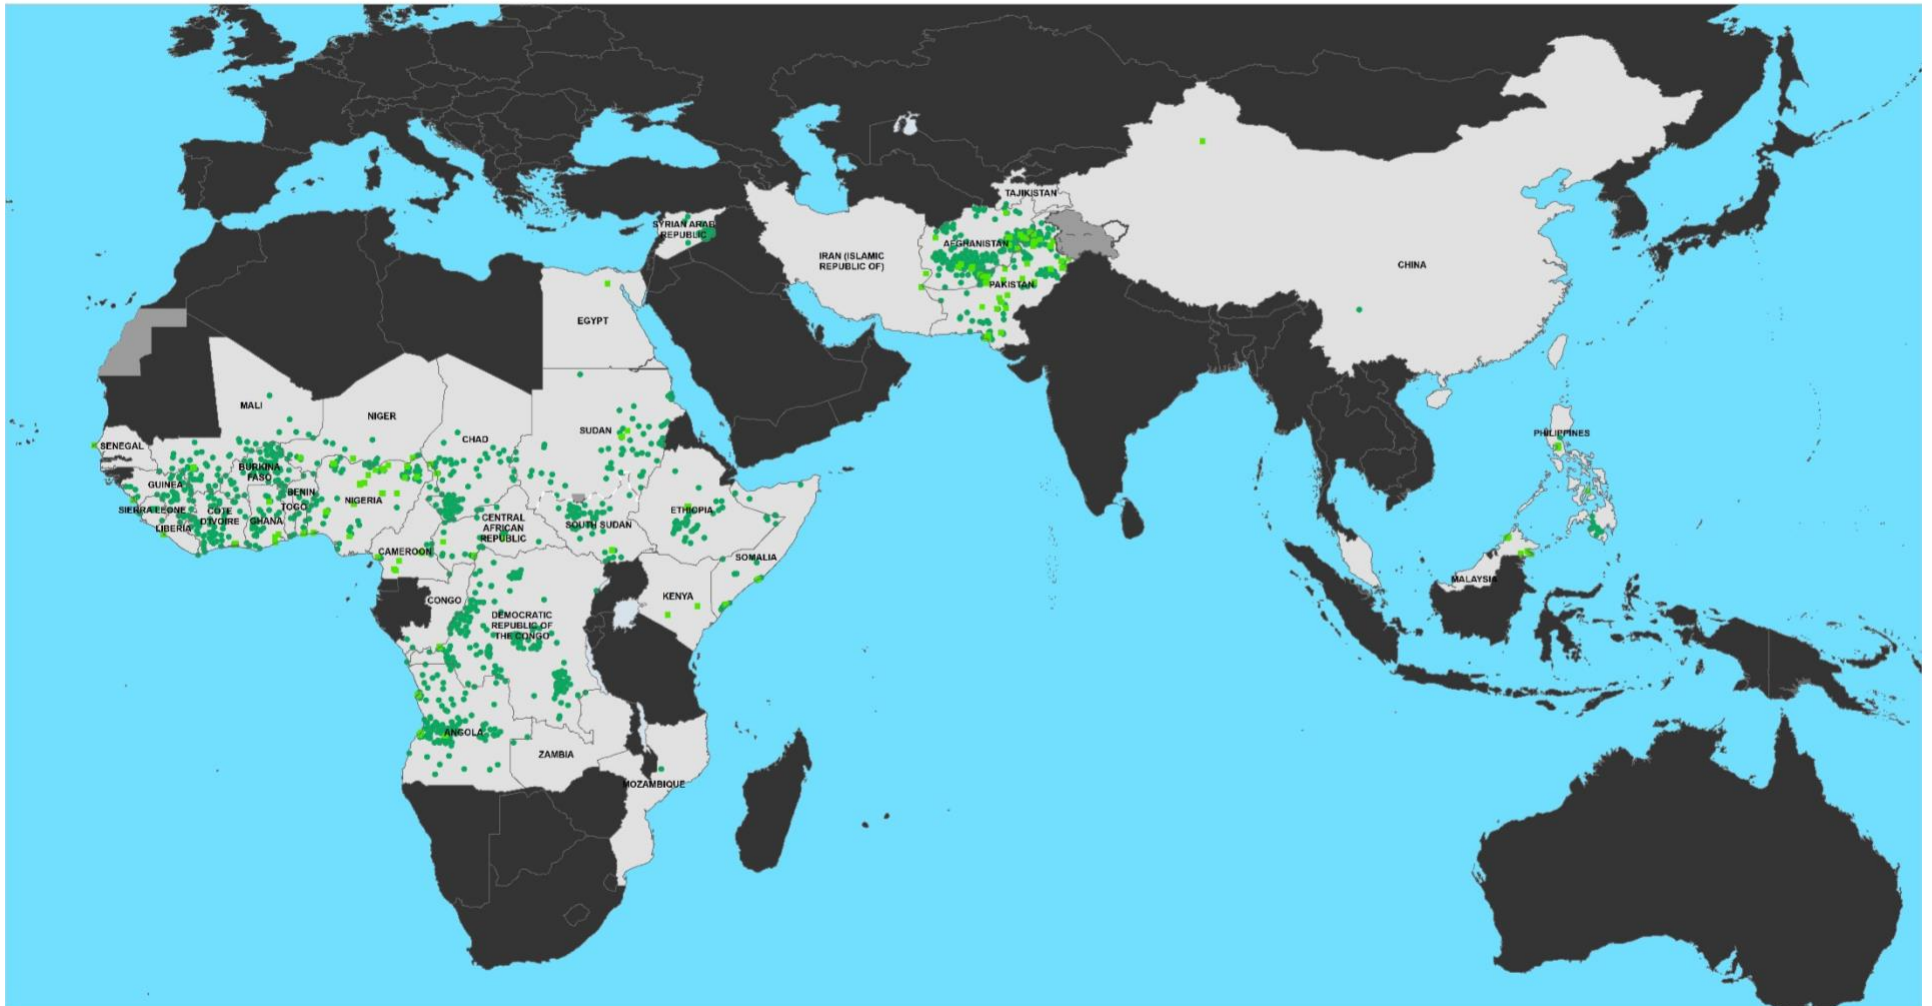 TAJIKISTAN
SYRIAN ARAB
REPUBLIC
AFGHANISTAN
IRAN (ISLAMIC
REPUBLIC OF)
CHINA
PAKISTAN
EGYPT
MALI
NIGER
SUDAN
CHAD
PHILIPPINES
SENEGAL
BURKINA
FASO
GUINEA
BENIN
NIGERIA
TOGO
SIERRA LEONE
COTE
D'IVOIRE
GHANA
LIBERIA
CENTRAL
AFRICAN
REPUBLIC
SOUTH SUDAN
ETHIOPIA
CAMEROON
SOMALIA
MALAYSIA
KENYA
CONGO
DEMOCRATIC
REPUBLIC OF
THE CONGO
ANGOLA
ZAMBIA
MOZAMBIQUE